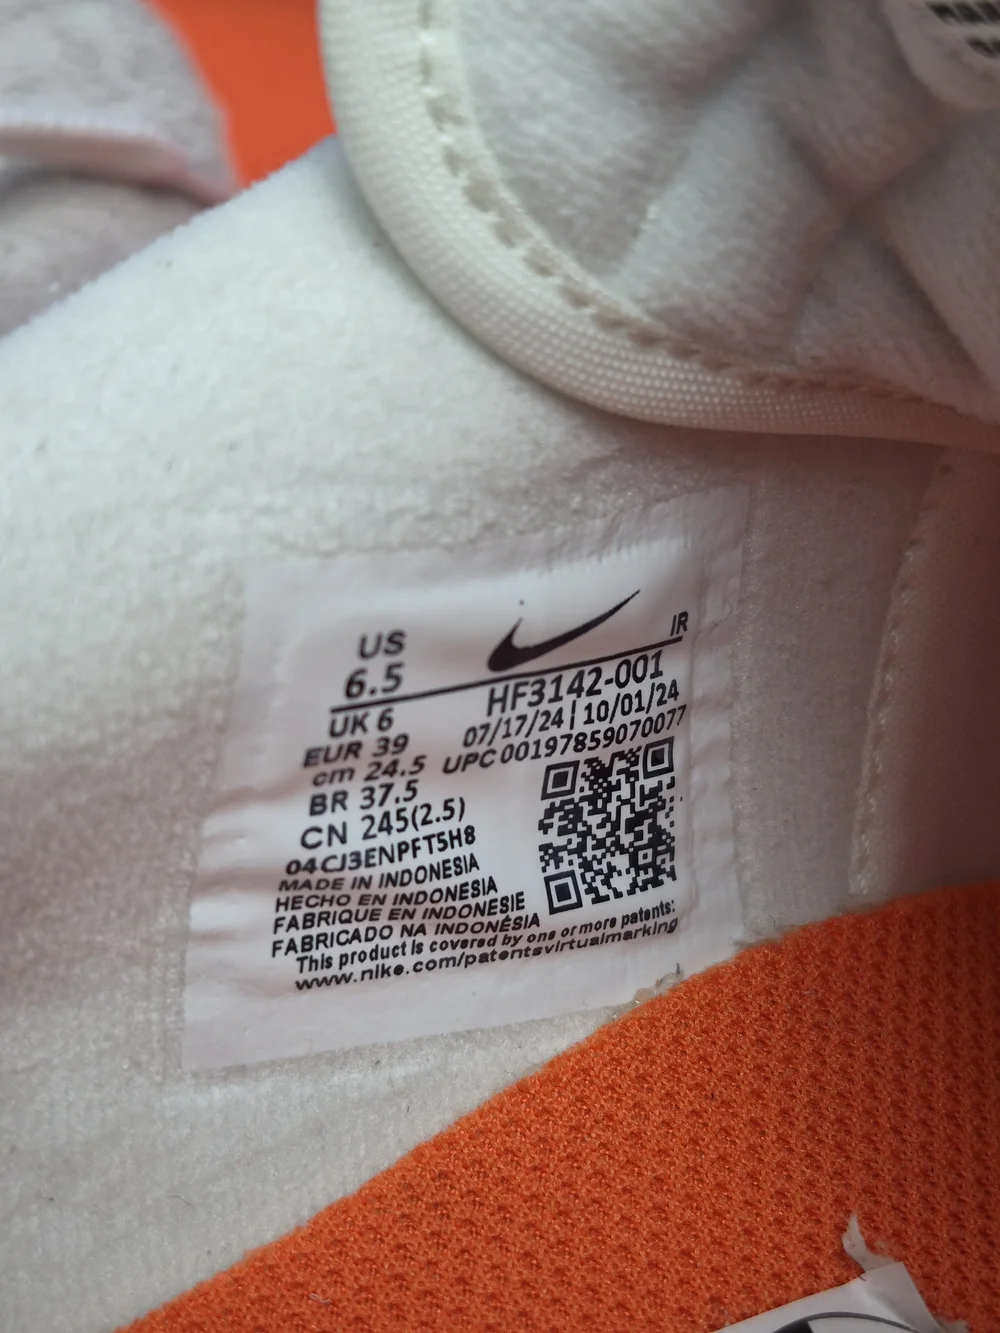 US
6.5
IR
UK 6
HF3142-001
EUR 39
07/17/24 | 10/01/24
cm 24.5
UPC 00197859070077
BR 37.5
CN 245(2.5)
04CJ3ENPFT5H8
MADE IN INDONESIA
HECHO EN INDONESIA
FABRIQUE EN INDONESIE
FABRICADO NA INDONÉSIA
This product is covered by one or more patents:
www.nike.com/patentsvirtualmarking